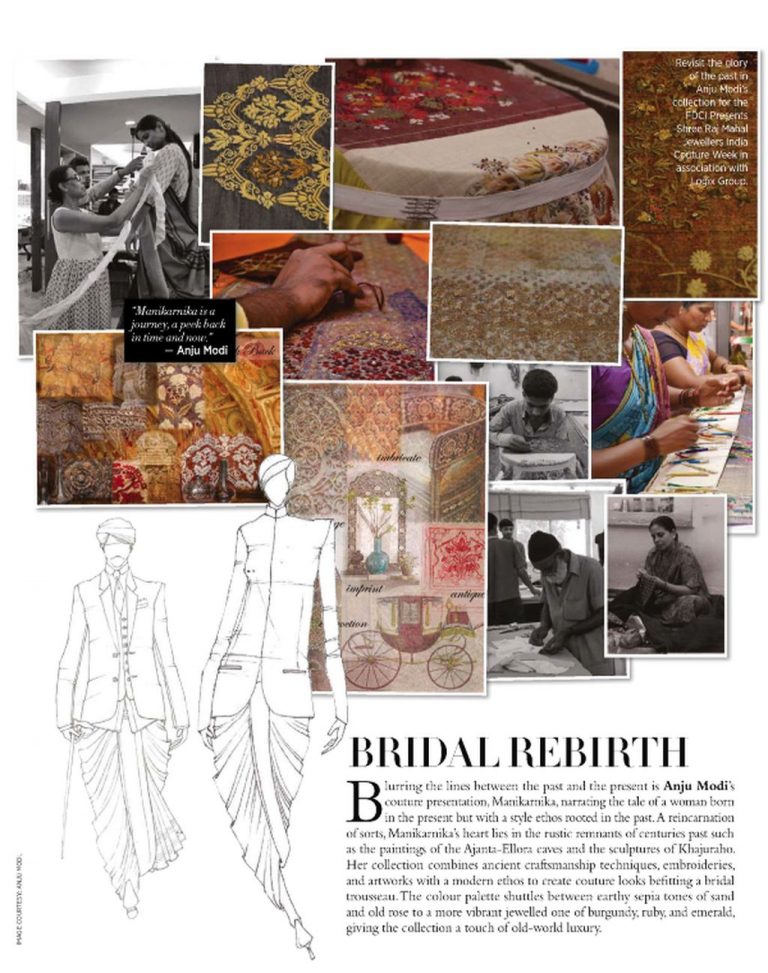 Revisit the glory
of the past in
Anju Modi's
collection for the
FDCI Presents
Shree Raj Mahal
Jewellers India
Couture Week in
association with
Logix Group.
"Manikarnika is a
journey, a peek back
in time and now."
— Anju Modi
Back
imbricate
imprint
antique
BRIDAL REBIRTH
Blurring the lines between the past and the present is Anju Modi's
couture presentation, Manikarnika, narrating the tale of a woman born
in the present but with a style ethos rooted in the past. A reincarnation
of sorts, Manikarnika's heart lies in the rustic remnants of centuries past such
as the paintings of the Ajanta-Ellora caves and the sculptures of Khajuraho.
Her collection combines ancient craftsmanship techniques, embroideries,
and artworks with a modern ethos to create couture looks befitting a bridal
trousseau. The colour palette shuttles between earthy sepia tones of sand
and old rose to a more vibrant jewelled one of burgundy, ruby, and emerald,
giving the collection a touch of old-world luxury.
IMAGE COURTESY: ANJU MODI